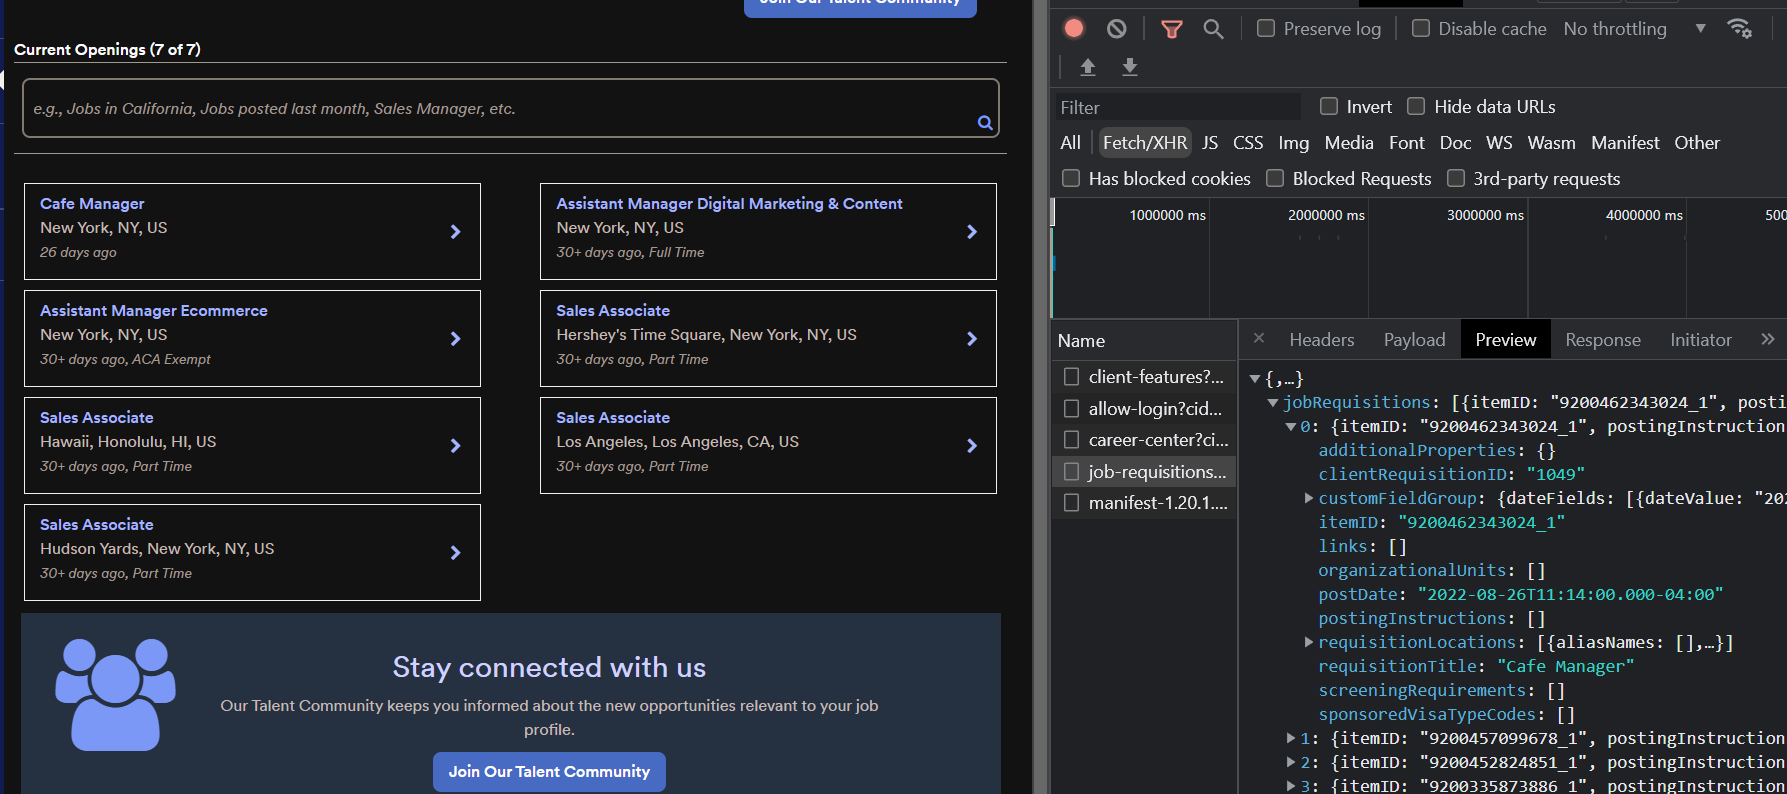 Join Our Talent Community
Current Openings (7 of 7)
e.g., Jobs in California, Jobs posted last month, Sales Manager, etc.
Cafe Manager
New York, NY, US
26 days ago
Assistant Manager Digital Marketing & Content
New York, NY, US
30+ days ago, Full Time
Assistant Manager Ecommerce
New York, NY, US
30+ days ago, ACA Exempt
Sales Associate
Hershey's Time Square, New York, NY, US
30+ days ago, Part Time
Sales Associate
Hawaii, Honolulu, HI, US
30+ days ago, Part Time
Sales Associate
Los Angeles, Los Angeles, CA, US
30+ days ago, Part Time
Sales Associate
Hudson Yards, New York, NY, US
30+ days ago, Part Time
Stay connected with us
Our Talent Community keeps you informed about the new opportunities relevant to your job
profile.
Join Our Talent Community
Preserve log Disable cache No throttling
Filter Invert Hide data URLs
All Fetch/XHR JS CSS Img Media Font Doc WS Wasm Manifest Other
Has blocked cookies Blocked Requests 3rd-party requests
1000000 ms 2000000 ms 3000000 ms 4000000 ms 500
Name
client-features?...
allow-login?cid...
career-center?ci...
job-requisitions...
manifest-1.20.1....
× Headers Payload Preview Response Initiator »
{,…}
jobRequisitions: [{itemID: "9200462343024_1", posti
0: {itemID: "9200462343024_1", postingInstruction
additionalProperties: {}
clientRequisitionID: "1049"
customFieldGroup: {dateFields: [{dateValue: "202
itemID: "9200462343024_1"
links: []
organizationalUnits: []
postDate: "2022-08-26T11:14:00.000-04:00"
postingInstructions: []
requisitionLocations: [{aliasNames: [],…}]
requisitionTitle: "Cafe Manager"
screeningRequirements: []
sponsoredVisaTypeCodes: []
1: {itemID: "9200457099678_1", postingInstruction
2: {itemID: "9200452824851_1", postingInstruction
3: {itemID: "9200335873886_1", postingInstruction